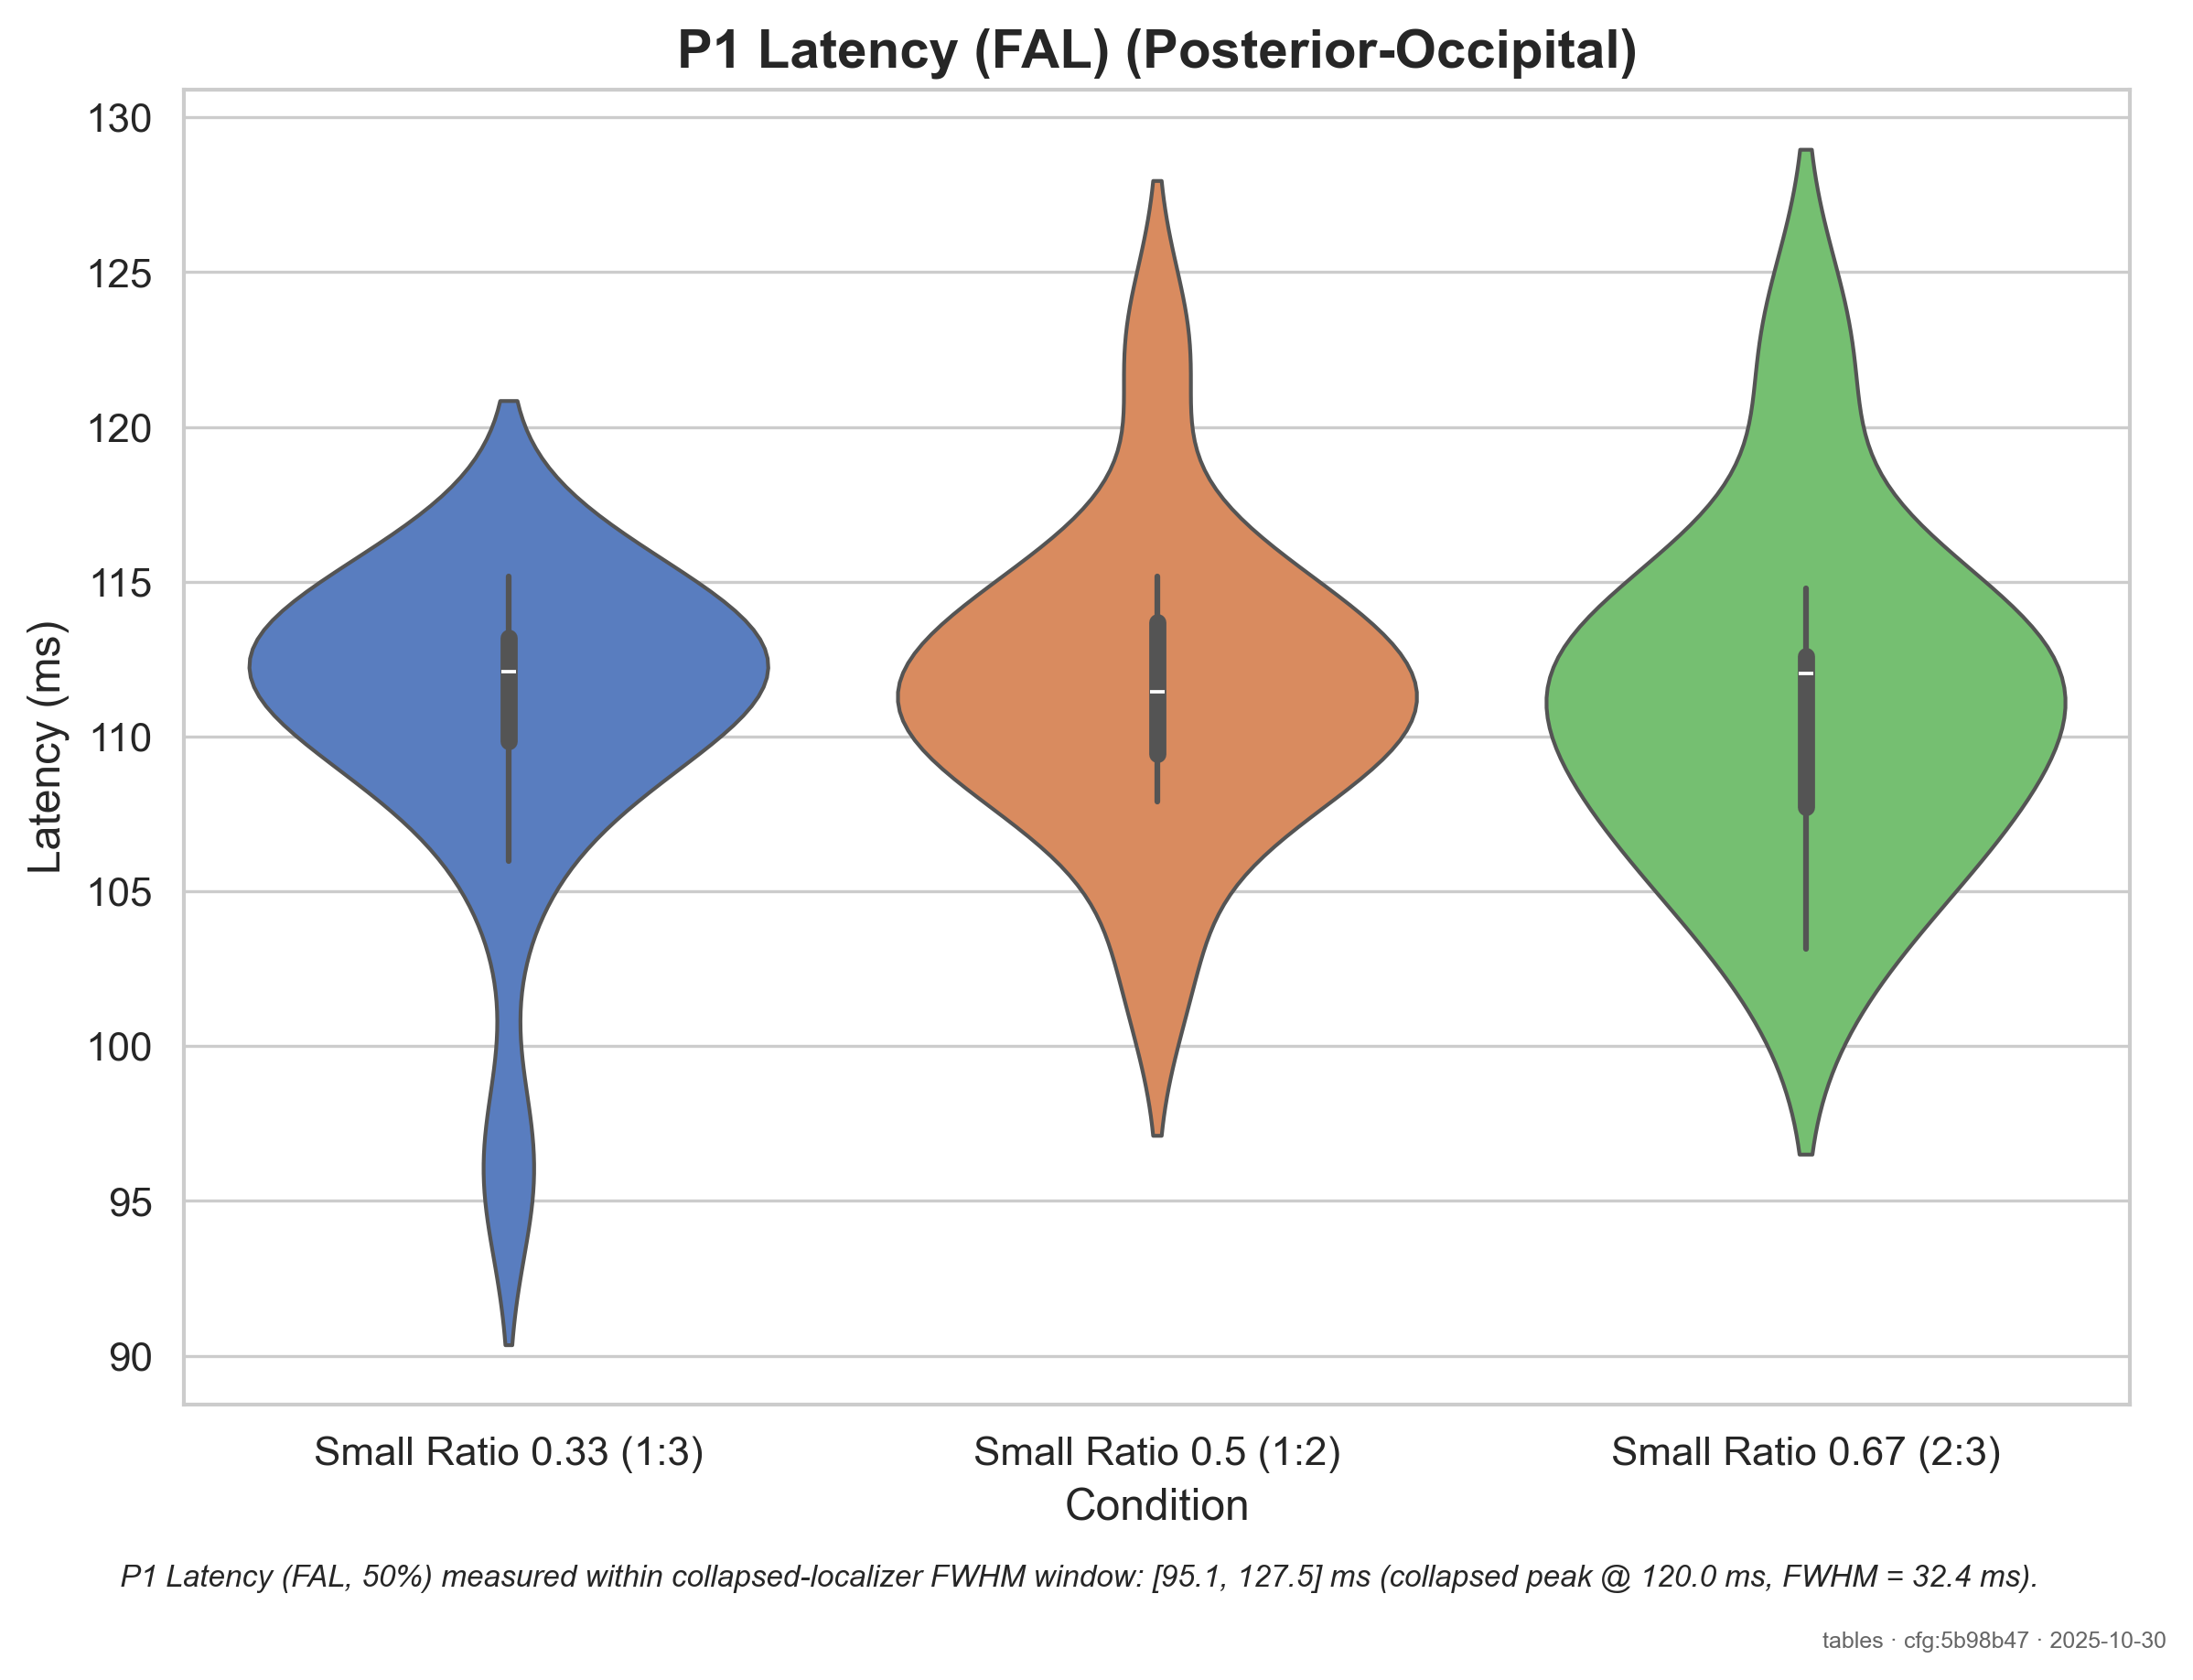 P1 Latency (FAL) (Posterior-Occipital)
130
125
120
115
110
105
100
95
90
Latency (ms)
Small Ratio 0.33 (1:3)
Small Ratio 0.5 (1:2)
Small Ratio 0.67 (2:3)
Condition
P1 Latency (FAL, 50%) measured within collapsed-localizer FWHM window: [95.1, 127.5] ms (collapsed peak @ 120.0 ms, FWHM = 32.4 ms).
tables · cfg:5b98b47 · 2025-10-30